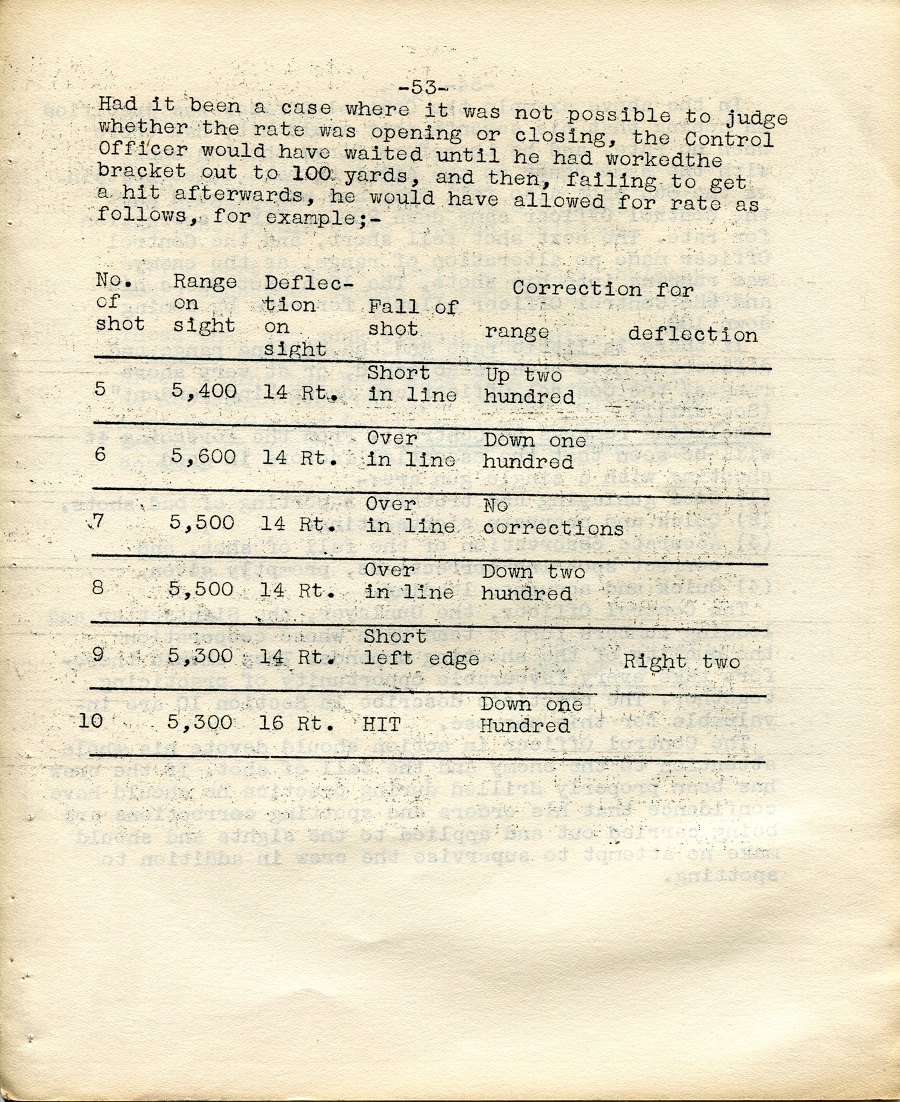 -53-
Had it been a case where it was not possible to judge
whether the rate was opening or closing, the Control
Officer would have waited until he had workedthe
bracket out to 100 yards, and then, failing to get
a hit afterwards, he would have allowed for rate as
follows, for example;-
No. Range Deflec- Correction for
of on tion Fall of
shot sight on shot range deflection
sight
Short Up two
5 5,400 14 Rt. in line hundred
Over Down one
6 5,600 14 Rt. in line hundred
Over No
7 5,500 14 Rt. in line corrections
Over Down two
8 5,500 14 Rt. in line hundred
Short
9 5,300 14 Rt. left edge Right two
Down one
10 5,300 16 Rt. HIT Hundred